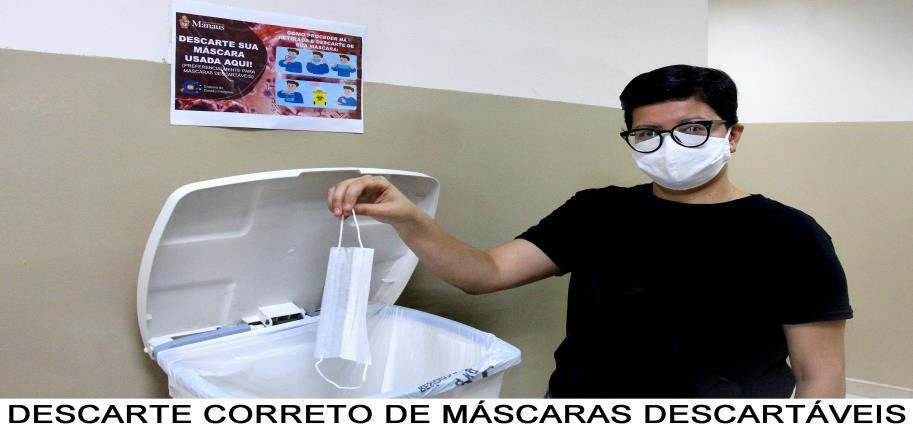 Manaus
DESCARTE SUA
MÁSCARA
USADA AQUI!
(PREFERENCIALMENTE PARA
MÁSCARAS DESCARTÁVEIS)
COMO PROCEDER NA
RETIRADA E DESCARTE DE
SUA MÁSCARA:
DESCARTE CORRETO DE MÁSCARAS DESCARTÁVEIS